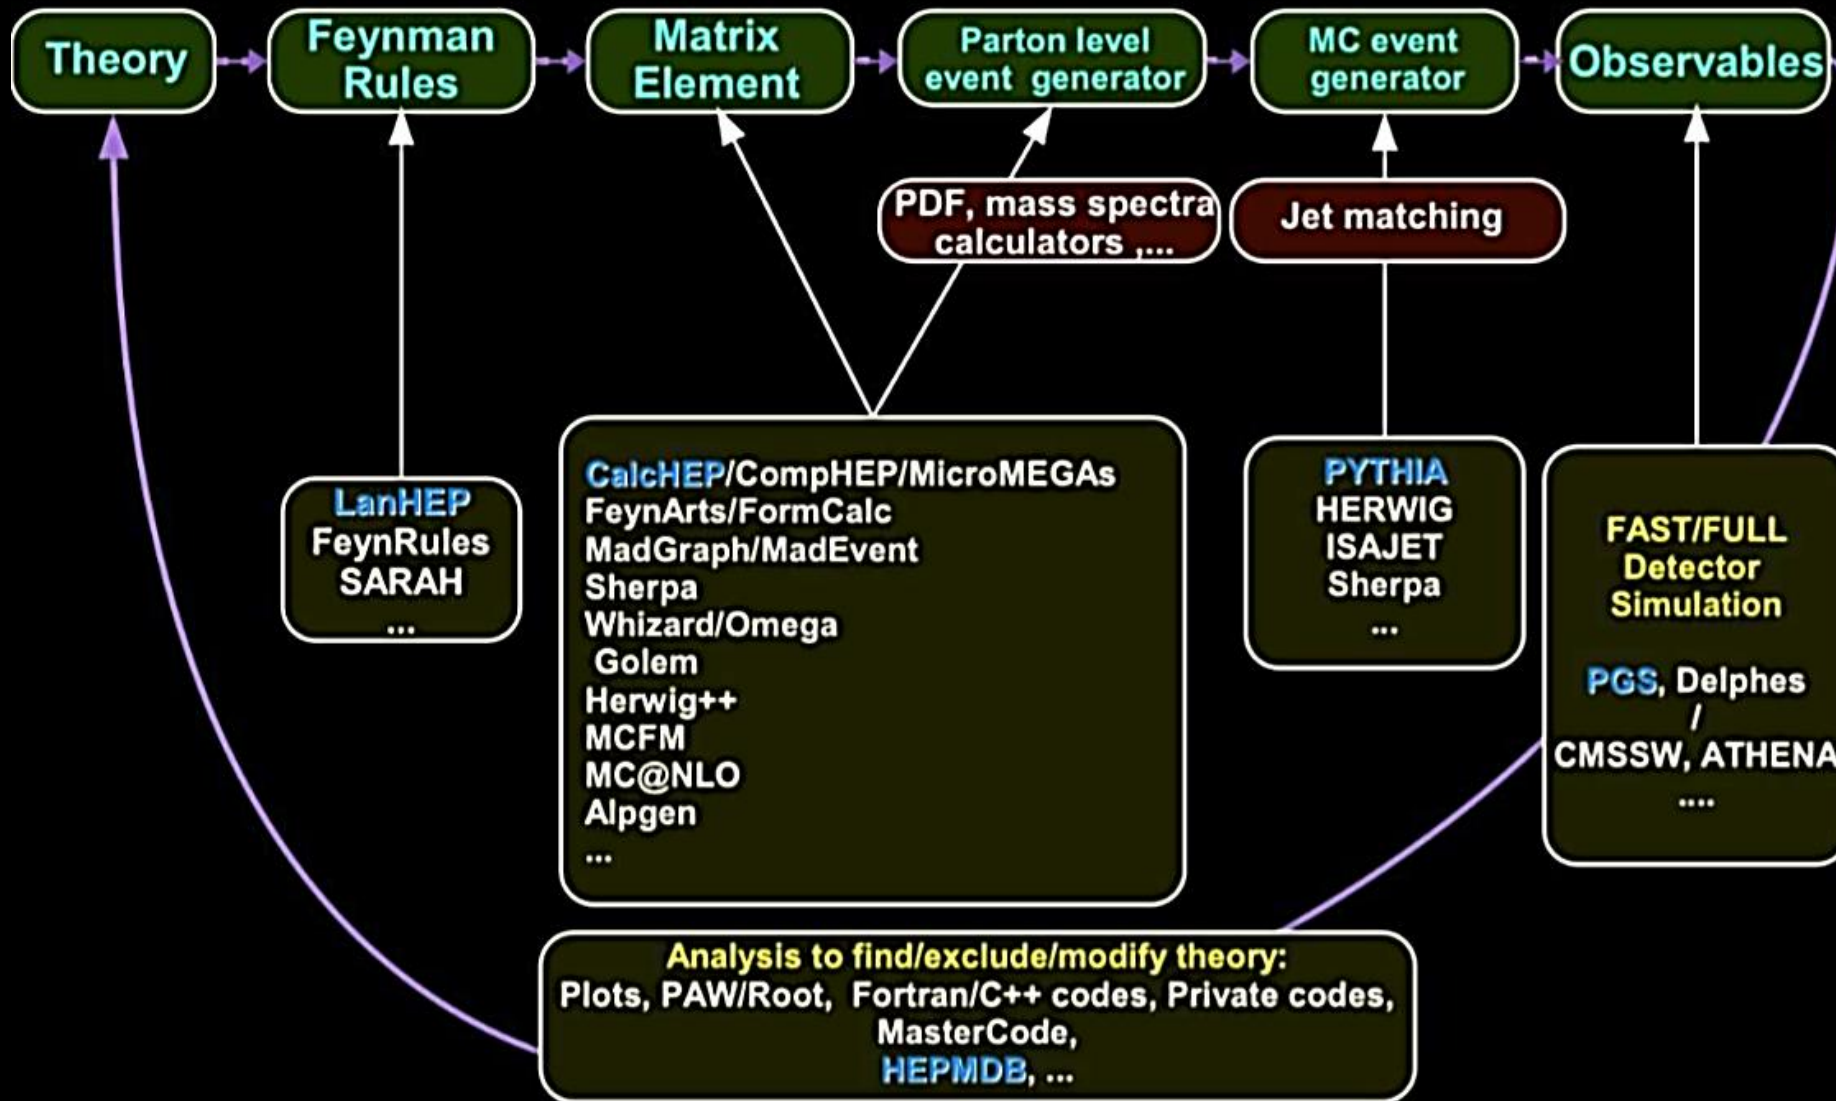 Theory
Feynman
Rules
Matrix
Element
Parton level
event generator
MC event
generator
Observables
PDF, mass spectra
calculators ,...
Jet matching
LanHEP
FeynRules
SARAH
...
CalcHEP/CompHEP/MicroMEGAs
FeynArts/FormCalc
MadGraph/MadEvent
Sherpa
Whizard/Omega
Golem
Herwig++
MCFM
MC@NLO
Alpgen
...
PYTHIA
HERWIG
ISAJET
Sherpa
...
FAST/FULL
Detector
Simulation
PGS, Delphes
/
CMSSW, ATHENA
....
Analysis to find/exclude/modify theory:
Plots, PAW/Root, Fortran/C++ codes, Private codes,
MasterCode,
HEPMDB, ...